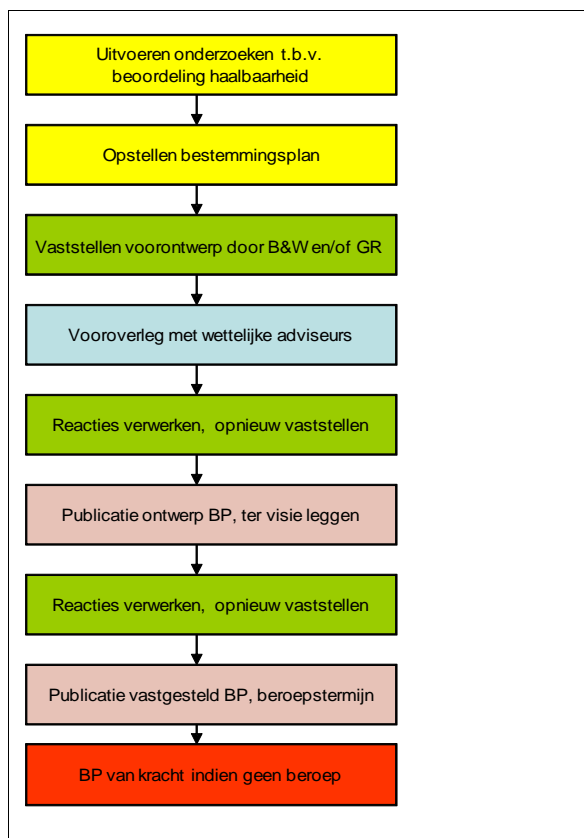 Uitvoeren onderzoeken t.b.v.
beoordeling haalbaarheid
Opstellen bestemmingsplan
Vaststellen voorontwerp door B&W en/of GR
Vooroverleg met wettelijke adviseurs
Reacties verwerken, opnieuw vaststellen
Publicatie ontwerp BP, ter visie leggen
Reacties verwerken, opnieuw vaststellen
Publicatie vastgesteld BP, beroepstermijn
BP van kracht indien geen beroep